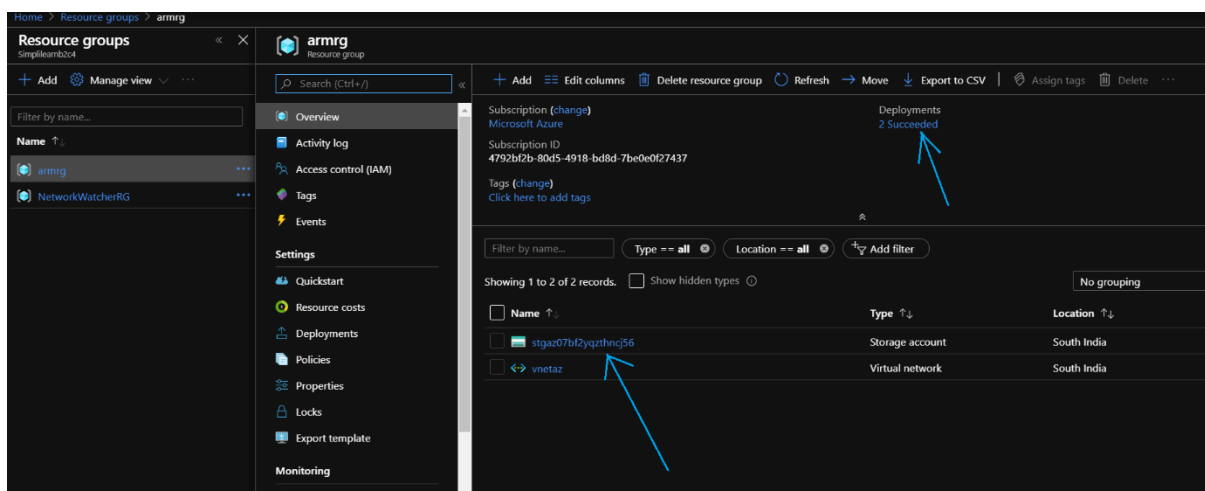 Home > Resource groups > armrg
Resource groups
Simplilearnb2c4
« ×
+ Add Manage view ...
Filter by name...
Name ↑↓
armrg ...
NetworkWatcherRG ...
armrg
Resource group
Search (Ctrl+/) «
Overview
Activity log
Access control (IAM)
Tags
Events
Settings
Quickstart
Resource costs
Deployments
Policies
Properties
Locks
Export template
Monitoring
+ Add Edit columns Delete resource group Refresh → Move Export to CSV | Assign tags Delete ...
Subscription (change)
Microsoft Azure
Subscription ID
4792bf2b-80d5-4918-bd8d-7be0e0f27437
Tags (change)
Click here to add tags
Deployments
2 Succeeded
Filter by name... Type == all Location == all Add filter
Showing 1 to 2 of 2 records. Show hidden types No grouping
Name ↑↓ Type ↑↓ Location ↑↓
stgaz07bf2yqzthncj56 Storage account South India
vnetaz Virtual network South India